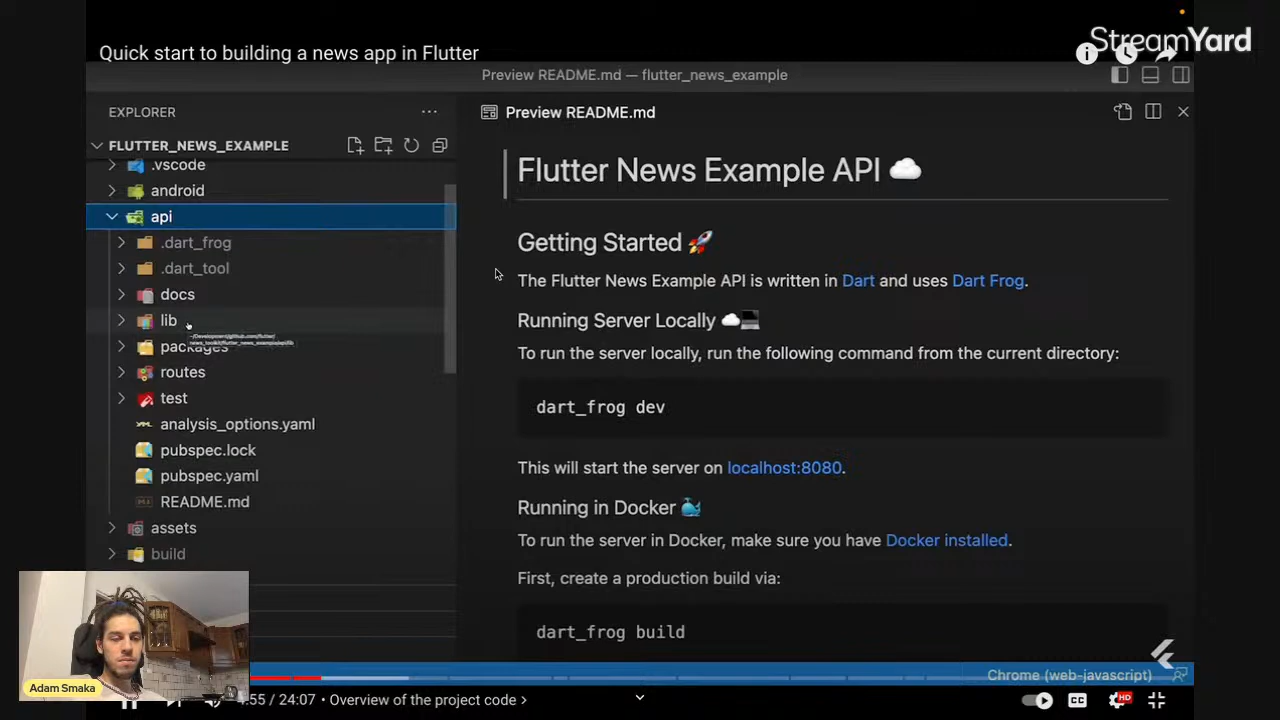 StreamYard
Quick start to building a news app in Flutter
Preview README.md — flutter_news_example
EXPLORER
FLUTTER_NEWS_EXAMPLE
.vscode
android
api
.dart_frog
.dart_tool
docs
lib
packages
routes
test
analysis_options.yaml
pubspec.lock
pubspec.yaml
README.md
assets
build
Preview README.md
Flutter News Example API ☁️
Getting Started 🚀
The Flutter News Example API is written in Dart and uses Dart Frog.
Running Server Locally ☁️💻
To run the server locally, run the following command from the current directory:
dart_frog dev
This will start the server on localhost:8080.
Running in Docker 🐳
To run the server in Docker, make sure you have Docker installed.
First, create a production build via:
dart_frog build
Chrome (web-javascript)
Adam Smaka
:55 / 24:07 • Overview of the project code >
CC
HD